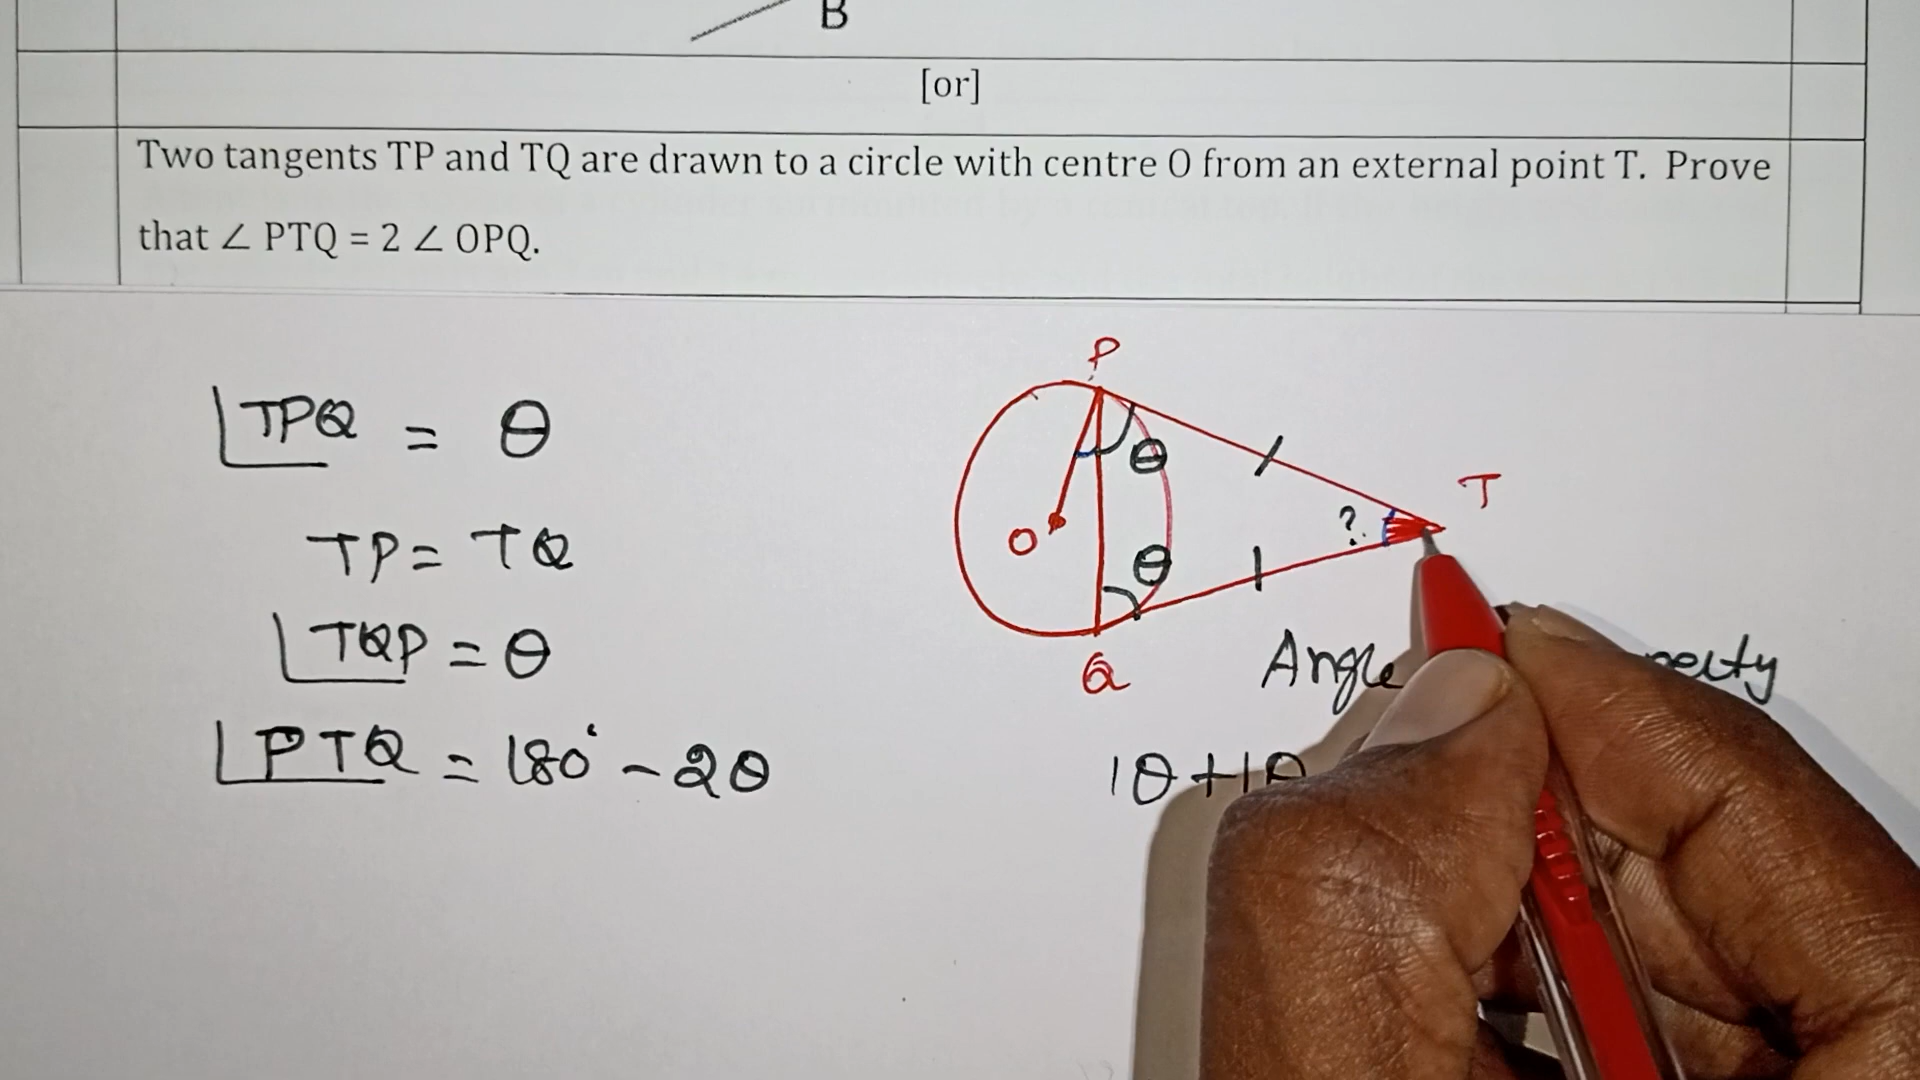 B
[or]
Two tangents TP and TQ are drawn to a circle with centre O from an external point T. Prove
that ∠ PTQ = 2 ∠ OPQ.
P
TPQ = θ
θ
T
?
O
TP = TQ
θ
TQP = θ
Q
Angle
PTQ = 180° - 2θ
1θ+1θ